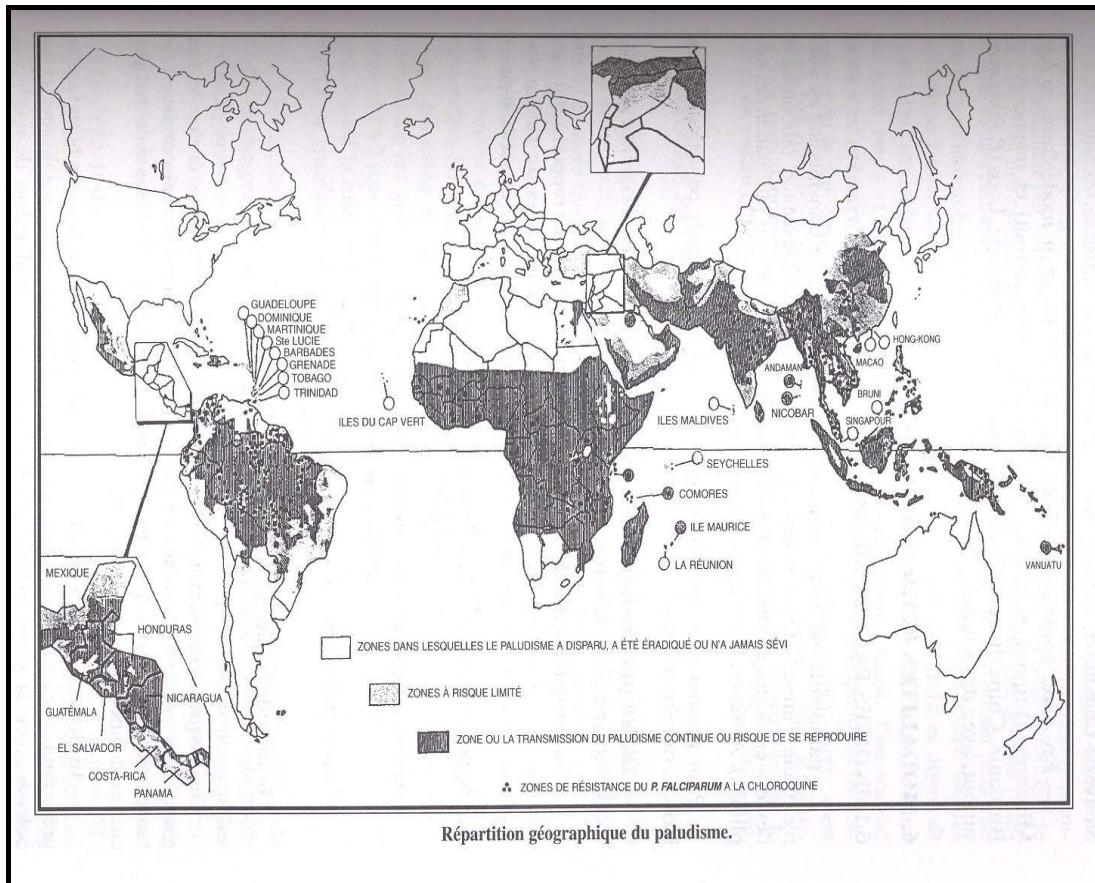 GUADELOUPE
DOMINIQUE
MARTINIQUE
Ste LUCIE
BARBADES
GRENADE
TOBAGO
TRINIDAD
ILES DU CAP VERT
ILES MALDIVES
ANDAMAN
NICOBAR
MACAO
HONG-KONG
BRUNI
SINGAPOUR
SEYCHELLES
COMORES
ILE MAURICE
LA RÉUNION
VANUATU
MEXIQUE
HONDURAS
NICARAGUA
GUATÉMALA
EL SALVADOR
COSTA-RICA
PANAMA
ZONES DANS LESQUELLES LE PALUDISME A DISPARU, A ÉTÉ ÉRADIQUÉ OU N'A JAMAIS SÉVI
ZONES À RISQUE LIMITÉ
ZONE OU LA TRANSMISSION DU PALUDISME CONTINUE OU RISQUE DE SE REPRODUIRE
ZONES DE RÉSISTANCE DU P. FALCIPARUM A LA CHLOROQUINE
Répartition géographique du paludisme.